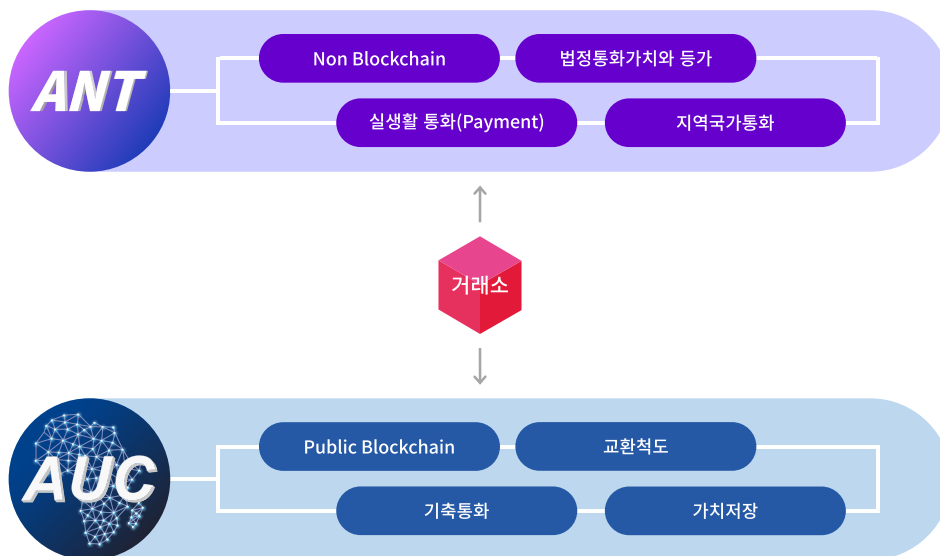 ANT
Non Blockchain
법정통화가치와 등가
실생활 통화(Payment)
지역국가통화
거래소
AUC
Public Blockchain
교환척도
기축통화
가치저장